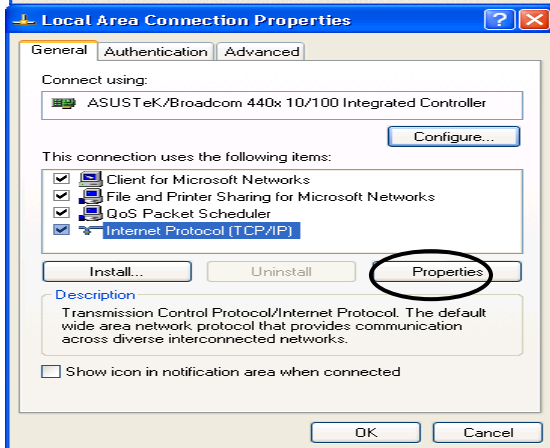 Local Area Connection Properties
General Authentication Advanced
Connect using:
ASUSTeK/Broadcom 440x 10/100 Integrated Controller
Configure...
This connection uses the following items:
Client for Microsoft Networks
File and Printer Sharing for Microsoft Networks
QoS Packet Scheduler
Internet Protocol (TCP/IP)
Install... Uninstall Properties
Description
Transmission Control Protocol/Internet Protocol. The default
wide area network protocol that provides communication
across diverse interconnected networks.
Show icon in notification area when connected
OK Cancel